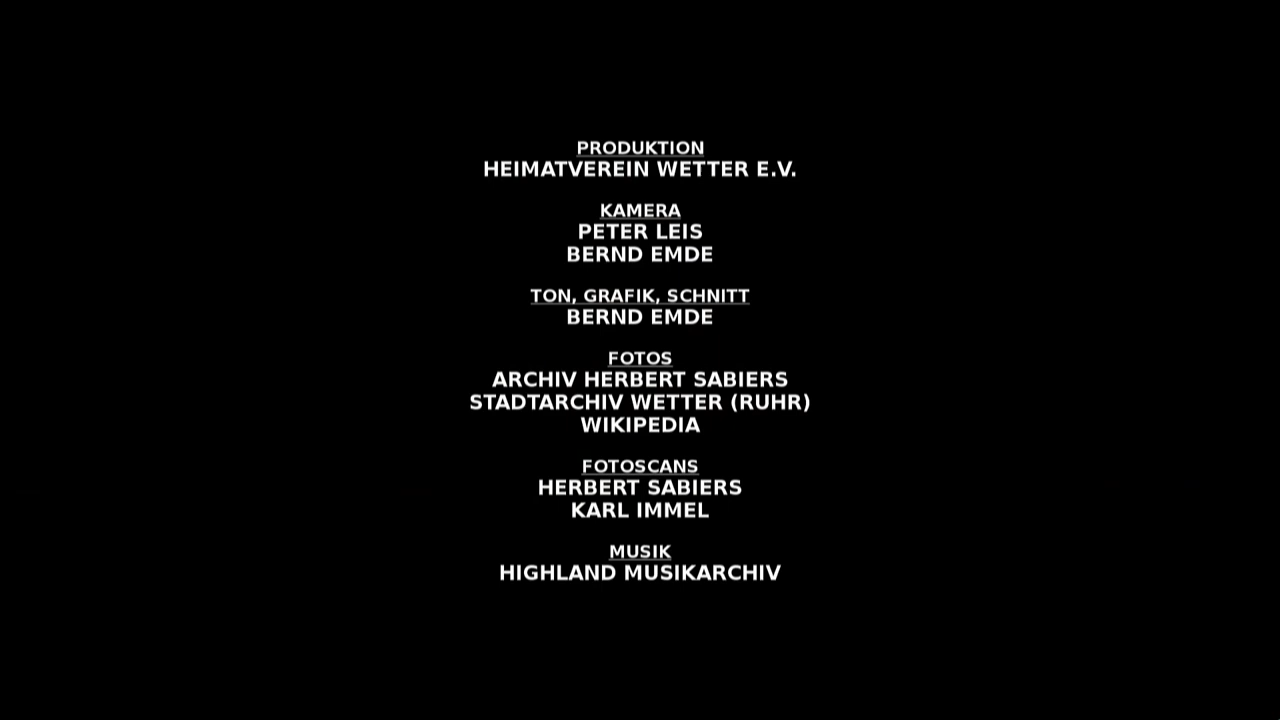 PRODUKTION
HEIMATVEREIN WETTER E.V.
KAMERA
PETER LEIS
BERND EMDE
TON, GRAFIK, SCHNITT
BERND EMDE
FOTOS
ARCHIV HERBERT SABIERS
STADTARCHIV WETTER (RUHR)
WIKIPEDIA
FOTOSCANS
HERBERT SABIERS
KARL IMMEL
MUSIK
HIGHLAND MUSIKARCHIV